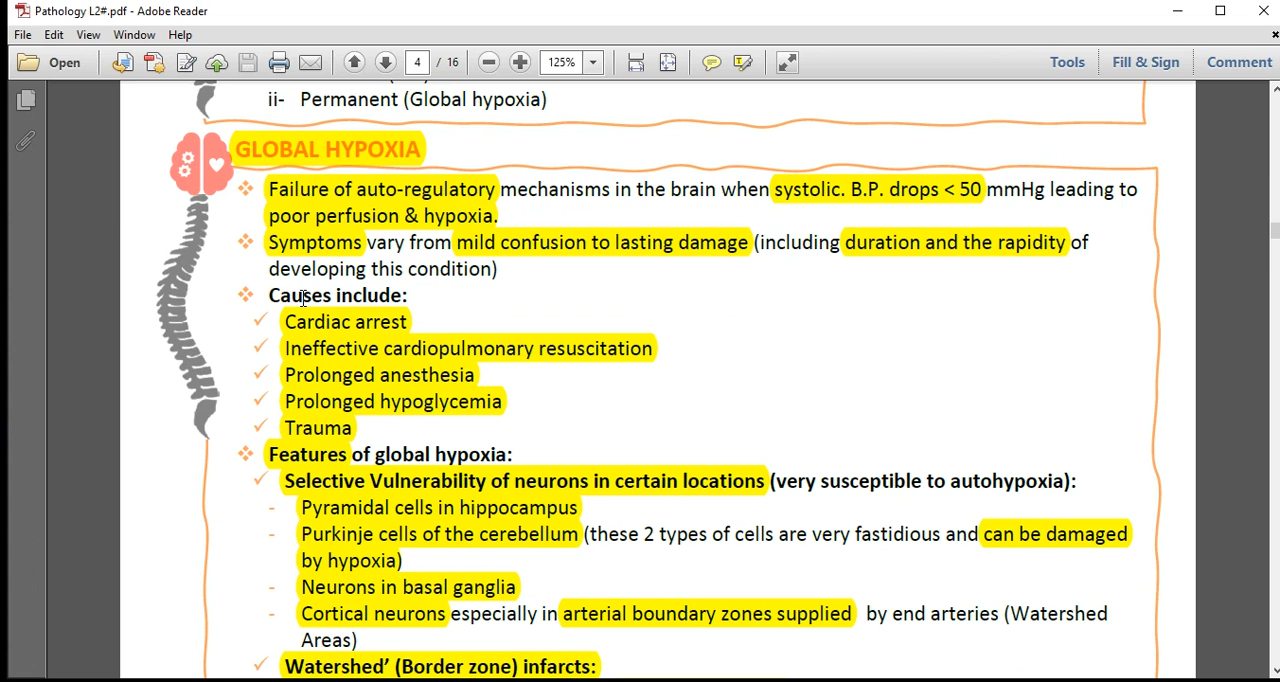 Pathology L2#.pdf - Adobe Reader
File Edit View Window Help
Open 4 / 16 125% Tools Fill & Sign Comment
ii- Permanent (Global hypoxia)
GLOBAL HYPOXIA
Failure of auto-regulatory mechanisms in the brain when systolic. B.P. drops < 50 mmHg leading to
poor perfusion & hypoxia.
Symptoms vary from mild confusion to lasting damage (including duration and the rapidity of
developing this condition)
Causes include:
Cardiac arrest
Ineffective cardiopulmonary resuscitation
Prolonged anesthesia
Prolonged hypoglycemia
Trauma
Features of global hypoxia:
Selective Vulnerability of neurons in certain locations (very susceptible to autohypoxia):
- Pyramidal cells in hippocampus
- Purkinje cells of the cerebellum (these 2 types of cells are very fastidious and can be damaged
by hypoxia)
- Neurons in basal ganglia
- Cortical neurons especially in arterial boundary zones supplied by end arteries (Watershed
Areas)
Watershed’ (Border zone) infarcts: